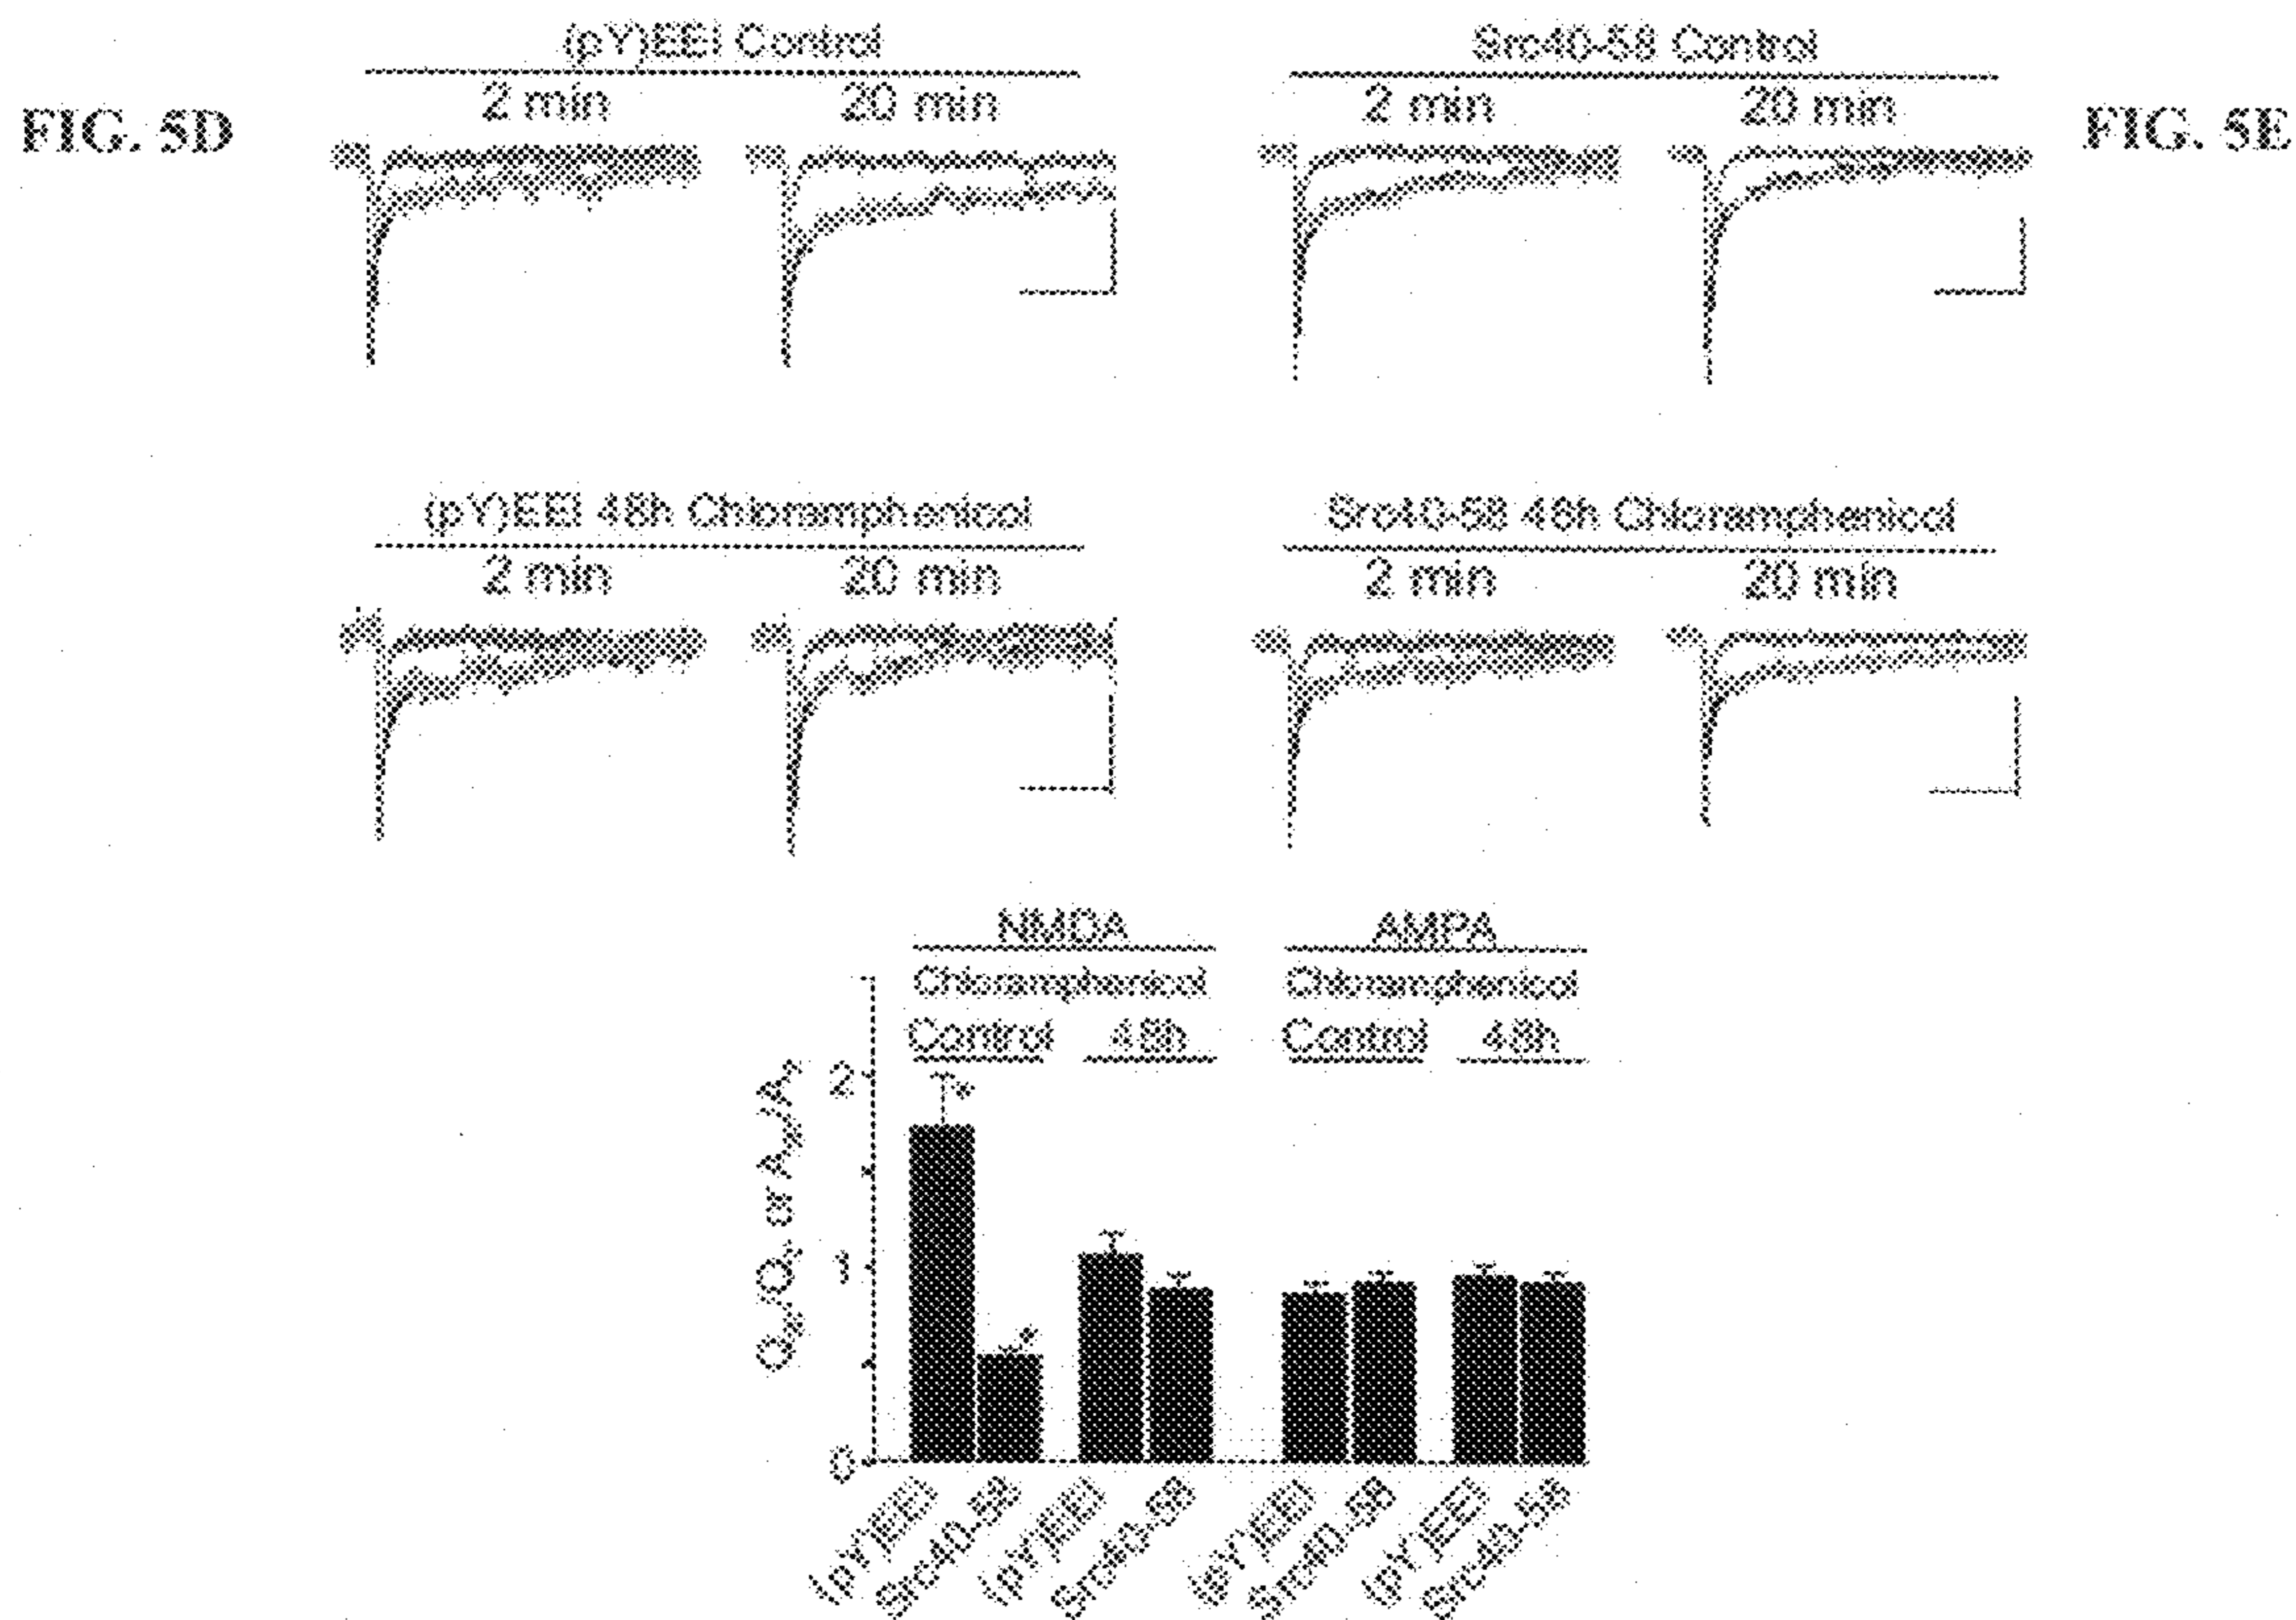 (pY)EEI Control
Src40-58 Control
2 min 20 min
2 min 20 min
FIG. 5D
FIG. 5E
(pY)EEI 48h Chloramphenicol
Src40-58 48h Chloramphenicol
2 min 20 min
2 min 20 min
NMDA AMPA
Chloramphenicol Chloramphenicol
Control 48h Control 48h
2
1
0
*
*
(pY)EEI
Src40-58
(pY)EEI
Src40-58
(pY)EEI
Src40-58
(pY)EEI
Src40-58